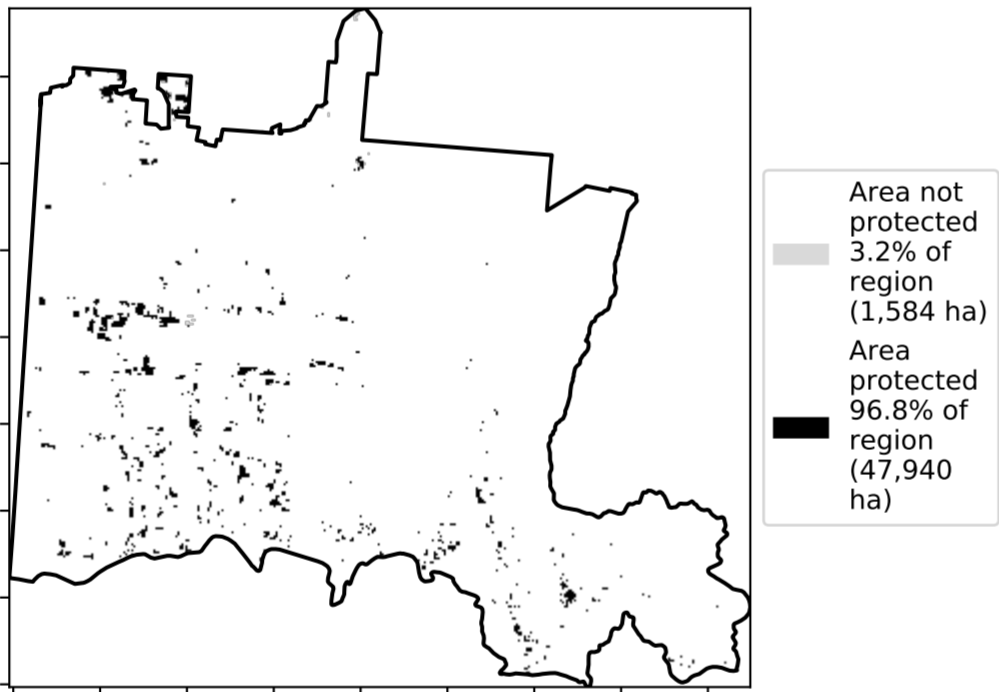 Area not
protected
3.2% of
region
(1,584 ha)
Area
protected
96.8% of
region
(47,940
ha)